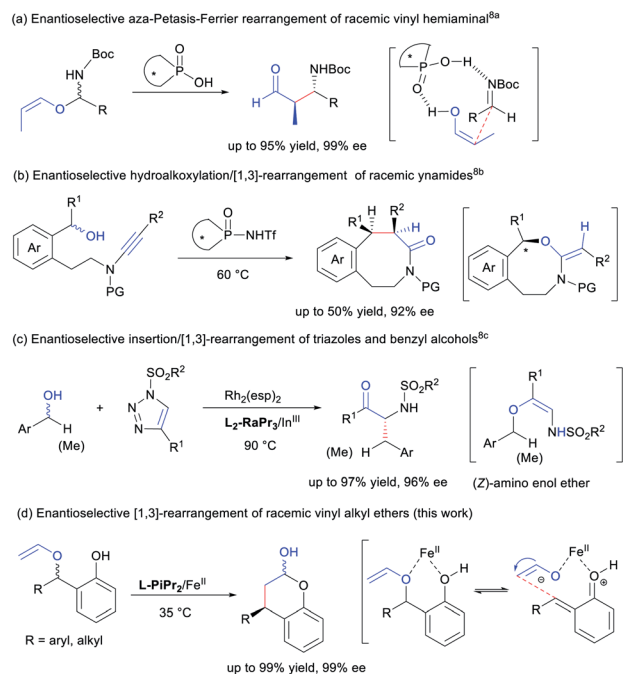 (a) Enantioselective aza-Petasis-Ferrier rearrangement of racemic vinyl hemiaminal8a
Boc
HN
O
R
*
O
P
OH
O
H
NHBoc
R
*
P
O
H
O
NBoc
H
O
R
H
up to 95% yield, 99% ee
(b) Enantioselective hydroalkoxylation/[1,3]-rearrangement of racemic ynamides8b
R1
OH
R2
Ar
N
PG
*
O
P
NHTf
60 °C
H
R2
R1
H
O
Ar
N
PG
R1
O
H
*
Ar
N
R2
PG
up to 50% yield, 92% ee
(c) Enantioselective insertion/[1,3]-rearrangement of triazoles and benzyl alcohols8c
OH
Ar
H
(Me)
+
SO2R2
N
N
N
R1
Rh2(esp)2
L2-RaPr3/InIII
90 °C
O
SO2R2
NH
R1
(Me)
H
Ar
R1
O
NHSO2R2
Ar
H
(Me)
up to 97% yield, 96% ee
(Z)-amino enol ether
(d) Enantioselective [1,3]-rearrangement of racemic vinyl alkyl ethers (this work)
O
OH
R
R = aryl, alkyl
L-PiPr2/FeII
35 °C
OH
O
R
FeII
O
O
H
R
FeII
O
⊖
O
H
⊕
R
up to 99% yield, 99% ee